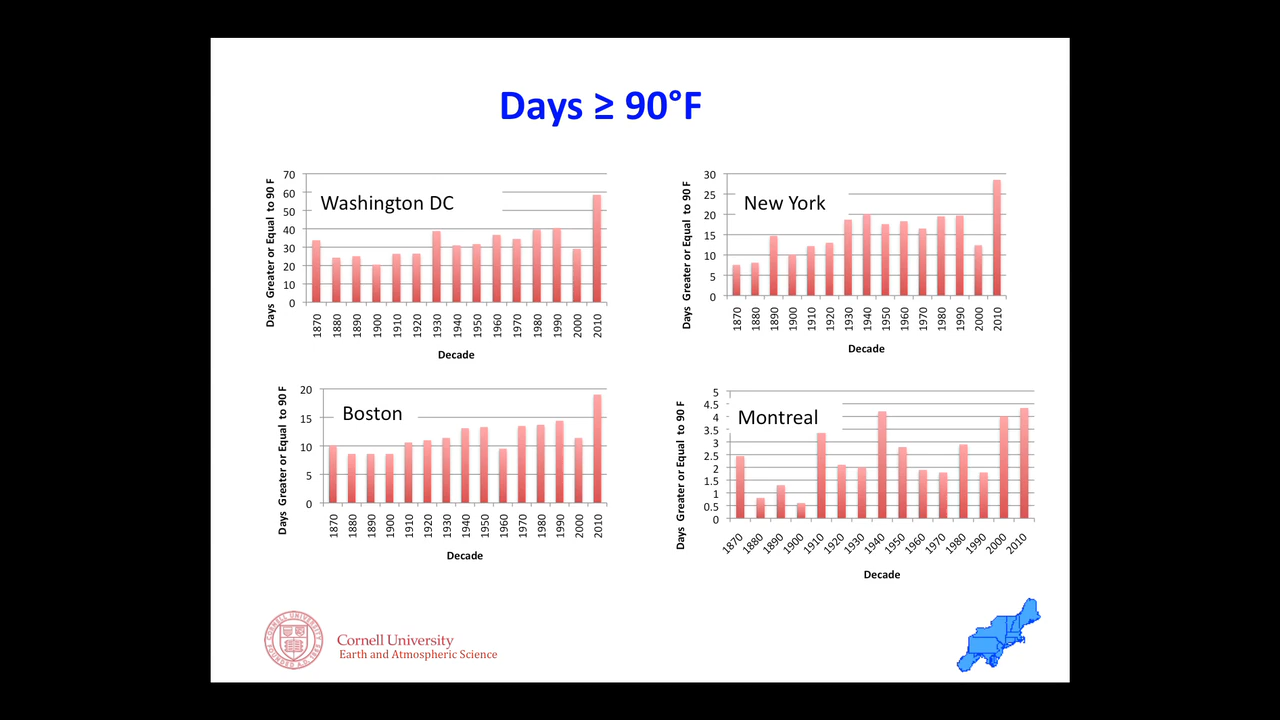 Days ≥ 90°F
Days Greater or Equal to 90 F
70
60
50
40
30
20
10
0
Washington DC
1870 1880 1890 1900 1910 1920 1930 1940 1950 1960 1970 1980 1990 2000 2010
Decade
Days Greater or Equal to 90 F
30
25
20
15
10
5
0
New York
1870 1880 1890 1900 1910 1920 1930 1940 1950 1960 1970 1980 1990 2000 2010
Decade
Days Greater or Equal to 90 F
20
15
10
5
0
Boston
1870 1880 1890 1900 1910 1920 1930 1940 1950 1960 1970 1980 1990 2000 2010
Decade
Days Greater or Equal to 90 F
5
4.5
4
3.5
3
2.5
2
1.5
1
0.5
0
Montreal
1870 1880 1890 1900 1910 1920 1930 1940 1950 1960 1970 1980 1990 2000 2010
Decade
Cornell University
Earth and Atmospheric Science